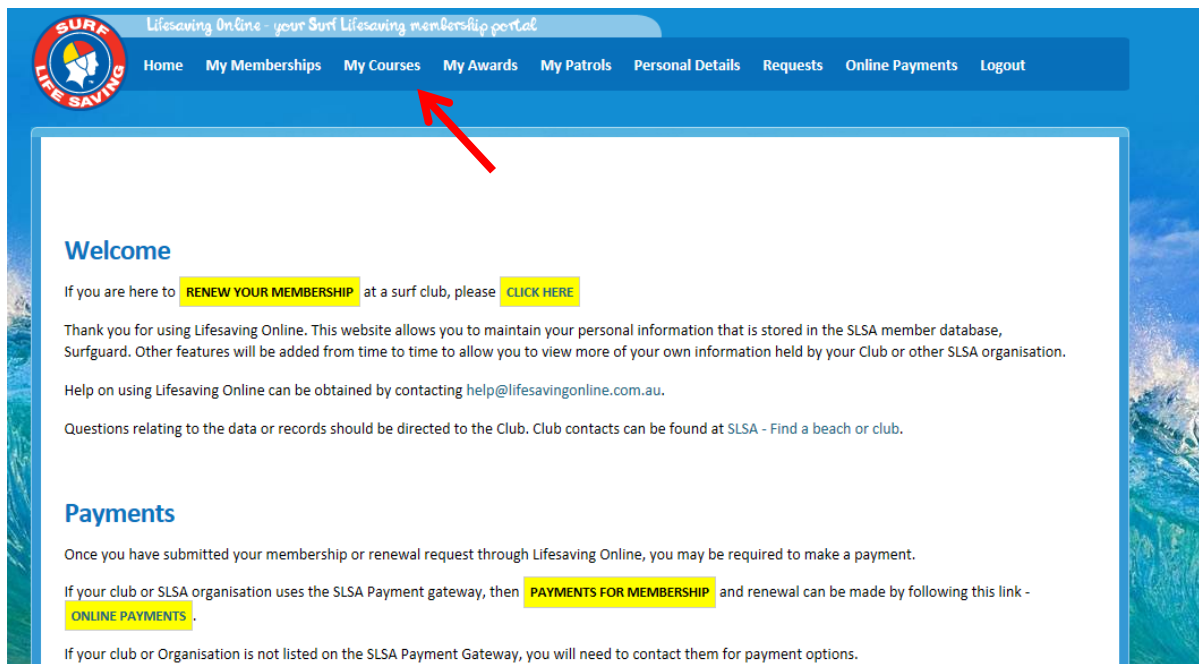 SURF
LIFE SAVING
Lifesaving Online - your Surf Lifesaving membership portal
Home My Memberships My Courses My Awards My Patrols Personal Details Requests Online Payments Logout
Welcome
If you are here to RENEW YOUR MEMBERSHIP at a surf club, please CLICK HERE
Thank you for using Lifesaving Online. This website allows you to maintain your personal information that is stored in the SLSA member database,
Surfguard. Other features will be added from time to time to allow you to view more of your own information held by your Club or other SLSA organisation.
Help on using Lifesaving Online can be obtained by contacting help@lifesavingonline.com.au.
Questions relating to the data or records should be directed to the Club. Club contacts can be found at SLSA - Find a beach or club.
Payments
Once you have submitted your membership or renewal request through Lifesaving Online, you may be required to make a payment.
If your club or SLSA organisation uses the SLSA Payment gateway, then PAYMENTS FOR MEMBERSHIP and renewal can be made by following this link -
ONLINE PAYMENTS .
If your club or Organisation is not listed on the SLSA Payment Gateway, you will need to contact them for payment options.